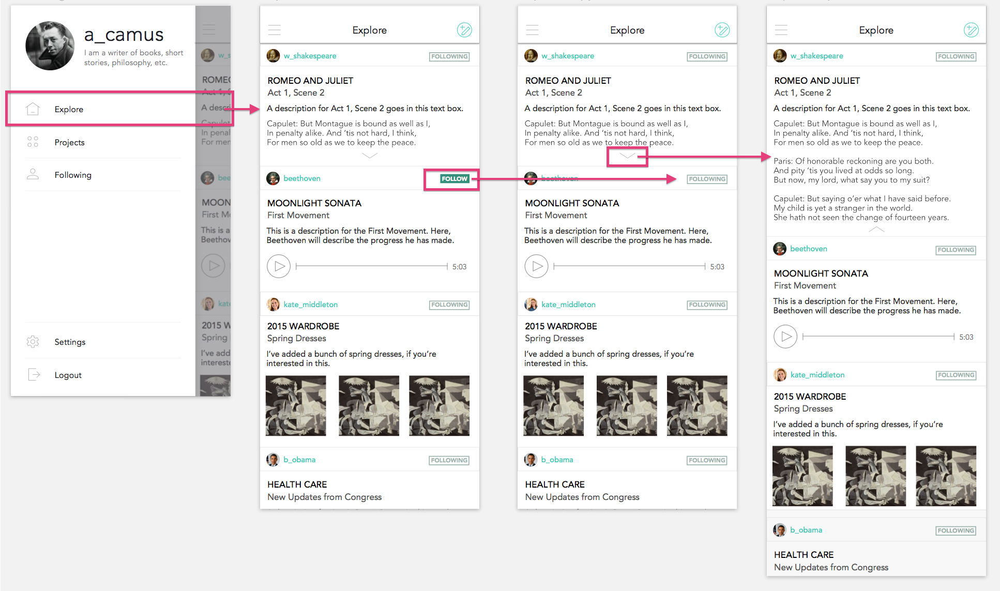 a_camus
I am a writer of books, short
stories, philosophy, etc.
Explore
Projects
Following
Settings
Logout
w_s
ROMEO
Act 1, S
A descri
Capulet
In penal
For men
bee
MOON
First M
This is a
Beethov
kate
2015 W
Spring
I've add
interest
Explore
w_shakespeare
FOLLOWING
ROMEO AND JULIET
Act 1, Scene 2
A description for Act 1, Scene 2 goes in this text box.
Capulet: But Montague is bound as well as I,
In penalty alike. And ‘tis not hard, I think,
For men so old as we to keep the peace.
beethoven
FOLLOW
MOONLIGHT SONATA
First Movement
This is a description for the First Movement. Here,
Beethoven will describe the progress he has made.
5:03
kate_middleton
FOLLOWING
2015 WARDROBE
Spring Dresses
I’ve added a bunch of spring dresses, if you’re
interested in this.
b_obama
FOLLOWING
HEALTH CARE
New Updates from Congress
Explore
w_shakespeare
FOLLOWING
ROMEO AND JULIET
Act 1, Scene 2
A description for Act 1, Scene 2 goes in this text box.
Capulet: But Montague is bound as well as I,
In penalty alike. And ‘tis not hard, I think,
For men so old as we to keep the peace.
beethoven
FOLLOWING
MOONLIGHT SONATA
First Movement
This is a description for the First Movement. Here,
Beethoven will describe the progress he has made.
5:03
kate_middleton
FOLLOWING
2015 WARDROBE
Spring Dresses
I’ve added a bunch of spring dresses, if you’re
interested in this.
b_obama
FOLLOWING
HEALTH CARE
New Updates from Congress
Explore
w_shakespeare
FOLLOWING
ROMEO AND JULIET
Act 1, Scene 2
A description for Act 1, Scene 2 goes in this text box.
Capulet: But Montague is bound as well as I,
In penalty alike. And ‘tis not hard, I think,
For men so old as we to keep the peace.
Paris: Of honorable reckoning are you both.
And pity ‘tis you lived at odds so long.
But now, my lord, what say you to my suit?
Capulet: But saying o’er what I have said before.
My child is yet a stranger in the world.
She hath not seen the change of fourteen years.
beethoven
FOLLOWING
MOONLIGHT SONATA
First Movement
This is a description for the First Movement. Here,
Beethoven will describe the progress he has made.
5:03
kate_middleton
FOLLOWING
2015 WARDROBE
Spring Dresses
I’ve added a bunch of spring dresses, if you’re
interested in this.
b_obama
FOLLOWING
HEALTH CARE
New Updates from Congress